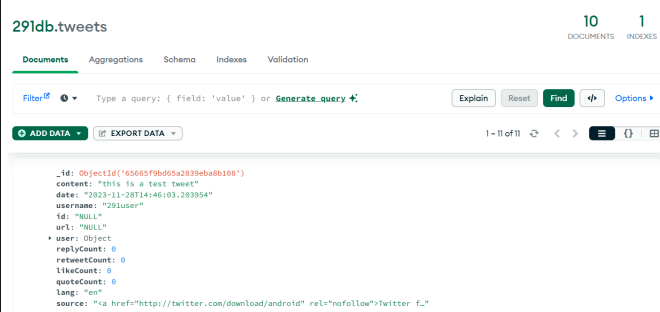 291db.tweets
10
DOCUMENTS
1
INDEXES
Documents Aggregations Schema Indexes Validation
Filter Type a query: { field: 'value' } or Generate query Explain Reset Find </> Options
ADD DATA EXPORT DATA 1 – 11 of 11 {}
_id: ObjectId('65665f9bd65a2839eba8b108')
content: "this is a test tweet"
date: "2023-11-28T14:46:03.203954"
username: "291user"
id: "NULL"
url: "NULL"
user: Object
replyCount: 0
retweetCount: 0
likeCount: 0
quoteCount: 0
lang: "en"
source: "<a href="http://twitter.com/download/android" rel="nofollow">Twitter f…"